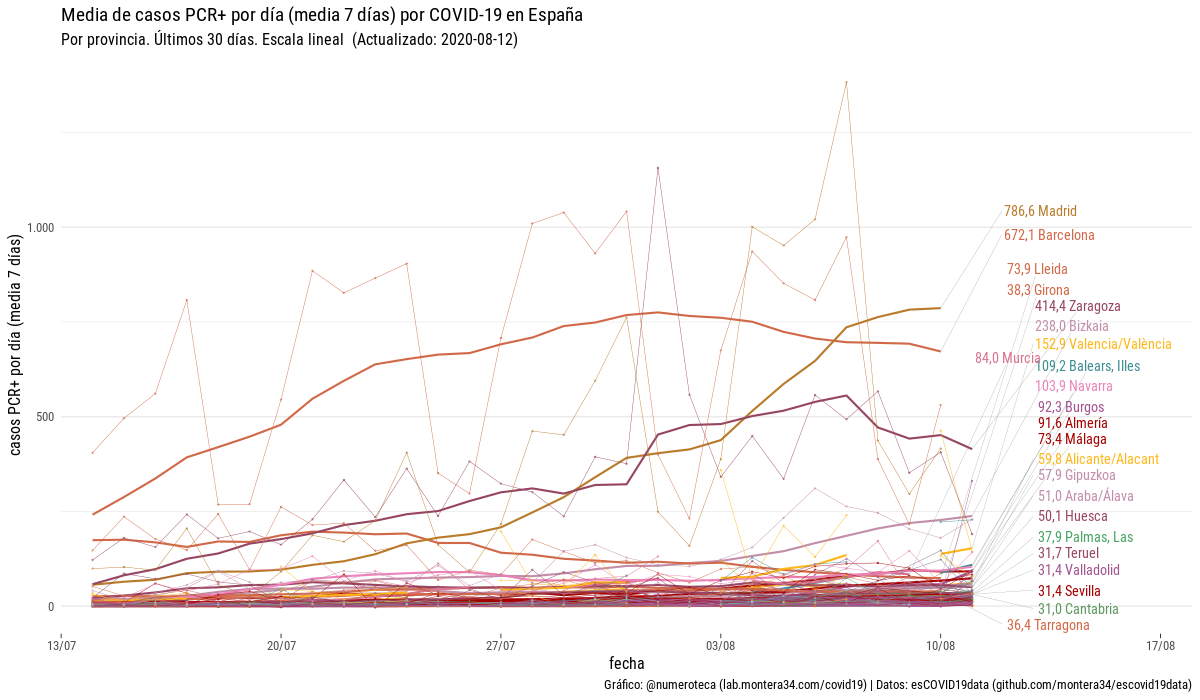 Media de casos PCR+ por día (media 7 días) por COVID-19 en España
Por provincia. Últimos 30 días. Escala lineal (Actualizado: 2020-08-12)
casos PCR+ por día (media 7 días)
1.000
500
0
786,6 Madrid
672,1 Barcelona
73,9 Lleida
38,3 Girona
414,4 Zaragoza
238,0 Bizkaia
152,9 Valencia/València
84,0 Murcia
109,2 Balears, Illes
103,9 Navarra
92,3 Burgos
91,6 Almería
73,4 Málaga
59,8 Alicante/Alacant
57,9 Gipuzkoa
51,0 Araba/Álava
50,1 Huesca
37,9 Palmas, Las
31,7 Teruel
31,4 Valladolid
31,4 Sevilla
31,0 Cantabria
36,4 Tarragona
13/07 20/07 27/07 03/08 10/08 17/08
fecha
Gráfico: @numeroteca (lab.montera34.com/covid19) | Datos: esCOVID19data (github.com/montera34/escovid19data)